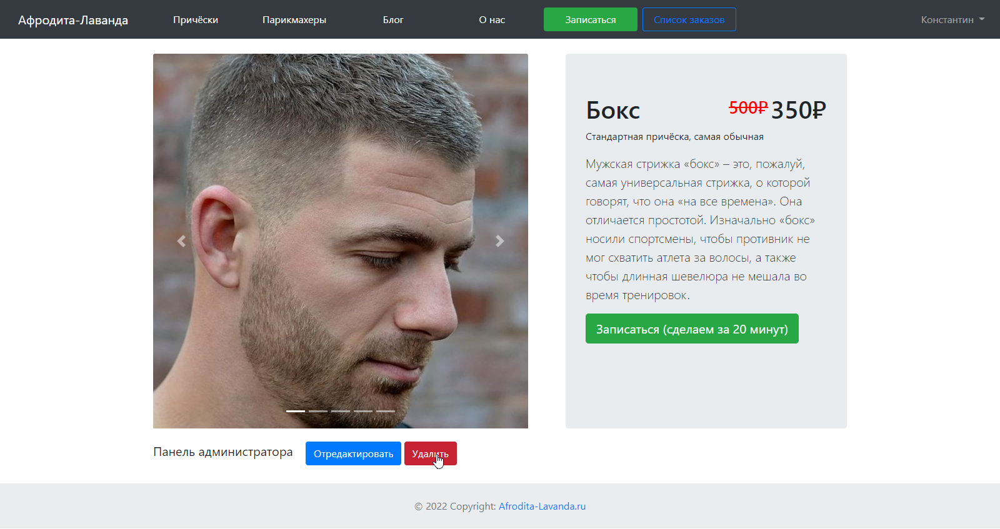 Афродита-Лаванда Причёски Парикмахеры Блог О нас Записаться Список заказов Константин
Бокс 500₽ 350₽
Стандартная причёска, самая обычная
Мужская стрижка «бокс» – это, пожалуй,
самая универсальная стрижка, о которой
говорят, что она «на все времена». Она
отличается простотой. Изначально «бокс»
носили спортсмены, чтобы противник не
мог схватить атлета за волосы, а также
чтобы длинная шевелюра не мешала во
время тренировок.
Записаться (сделаем за 20 минут)
Панель администратора Отредактировать Удалить
© 2022 Copyright: Afrodita-Lavanda.ru